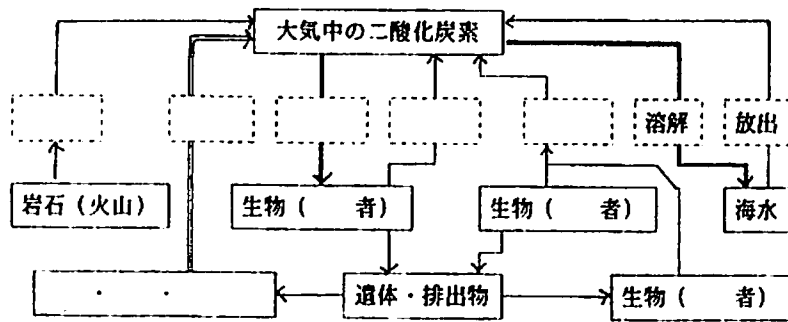 大気中の二酸化炭素
溶解
放出
岩石（火山）
生物（　　者）
生物（　　者）
海水
・　・
遺体・排出物
生物（　　者）